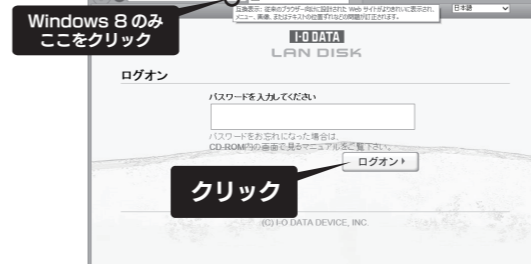 Windows 8 のみ
ここをクリック
互換表示: 従来のブラウザー向けに設計された Web サイトがよりきれいに表示され、
メニュー、画像、またはテキストの位置ずれなどの問題が訂正されます。
日本語
I-O DATA
LAN DISK
ログオン
パスワードを入力してください
パスワードをお忘れになった場合は、
CD-ROM内の画面で見るマニュアルをご覧下さい。
ログオン
クリック
(C) I-O DATA DEVICE, INC.